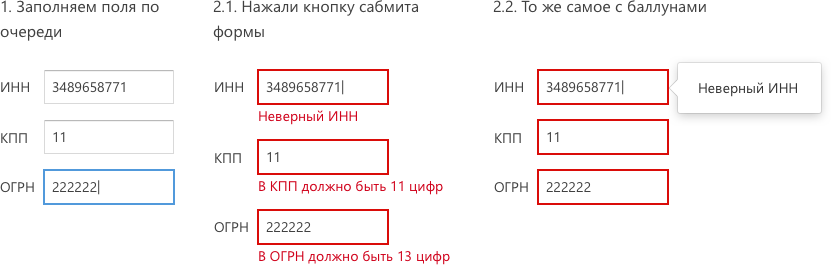 1. Заполняем поля по
очереди
ИНН 3489658771
КПП 11
ОГРН 222222
2.1. Нажали кнопку сабмита
формы
ИНН 3489658771
Неверный ИНН
КПП 11
В КПП должно быть 11 цифр
ОГРН 222222
В ОГРН должно быть 13 цифр
2.2. То же самое с баллунами
ИНН 3489658771 Неверный ИНН
КПП 11
ОГРН 222222